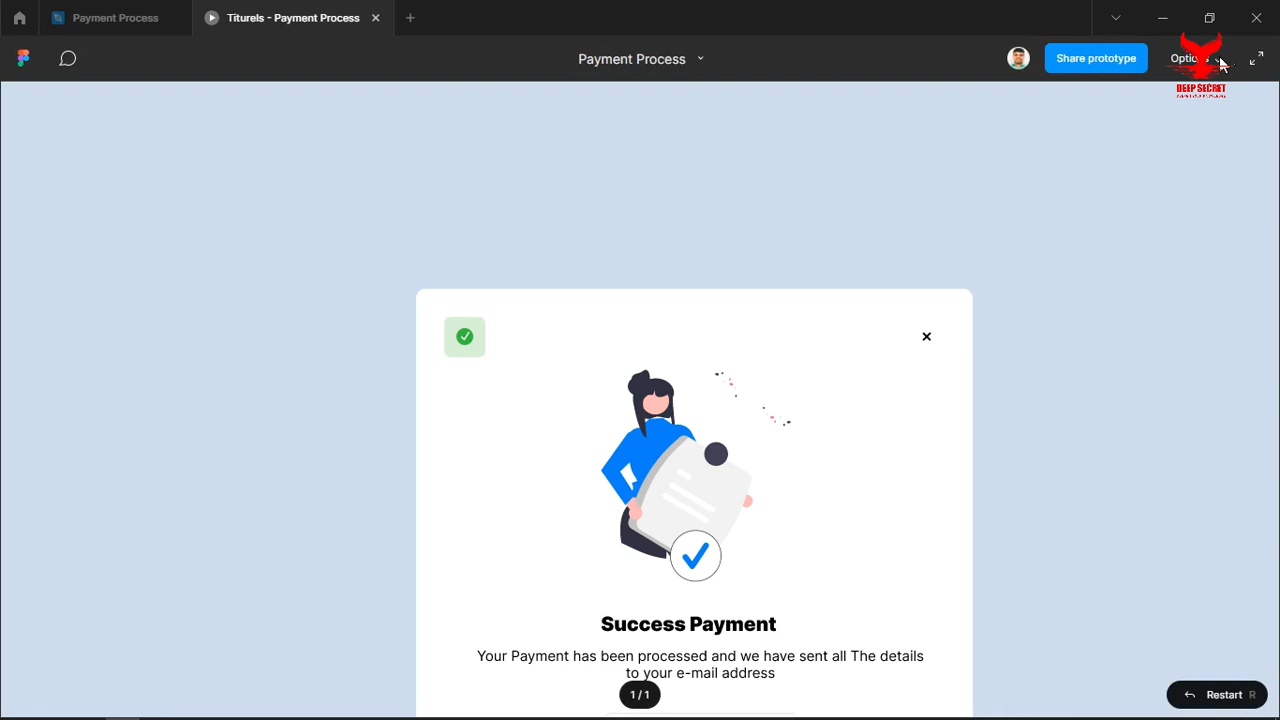 Payment Process
Titurels - Payment Process
Payment Process
Share prototype
Options
DEEP SECRET
Success Payment
Your Payment has been processed and we have sent all The details
to your e-mail address
1 / 1
Restart R